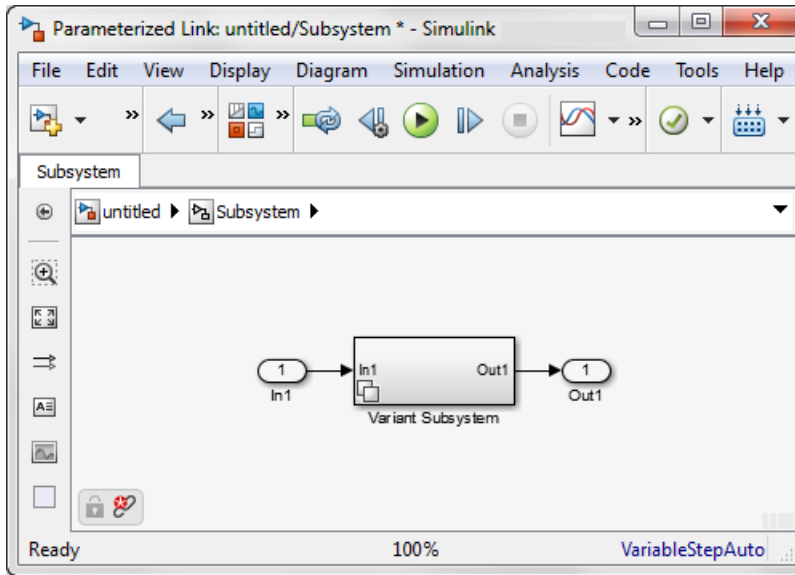 Parameterized Link: untitled/Subsystem * - Simulink
File Edit View Display Diagram Simulation Analysis Code Tools Help
Subsystem
untitled Subsystem
1 In1 Out1 1
In1 Out1
Variant Subsystem
Ready 100% VariableStepAuto